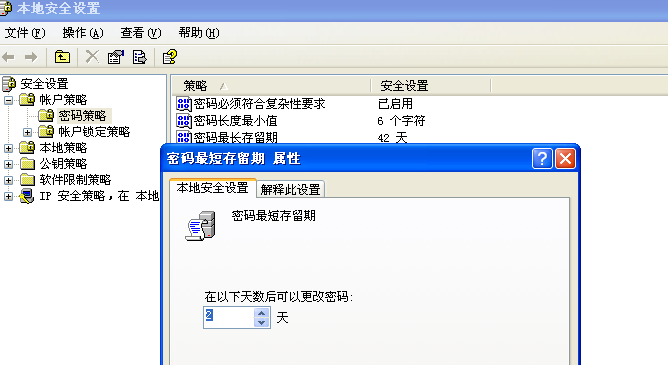 本地安全设置
文件(F) 操作(A) 查看(V) 帮助(H)
安全设置
帐户策略
密码策略
帐户锁定策略
本地策略
公钥策略
软件限制策略
IP 安全策略，在 本地
策略 安全设置
密码必须符合复杂性要求 已启用
密码长度最小值 6 个字符
密码最长存留期 42 天
密码最短存留期 属性
本地安全设置 解释此设置
密码最短存留期
在以下天数后可以更改密码:
2 天